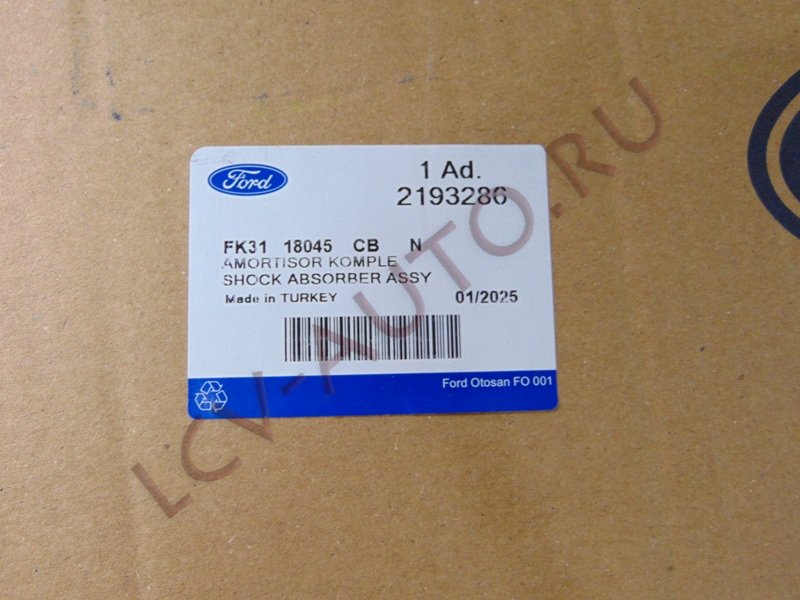 Ford
1 Ad.
2193286
FK31 18045 CB N
AMORTISOR KOMPLE
SHOCK ABSORBER ASSY
Made in TURKEY 01/2025
Ford Otosan FO 001
LCV-AUTO.RU